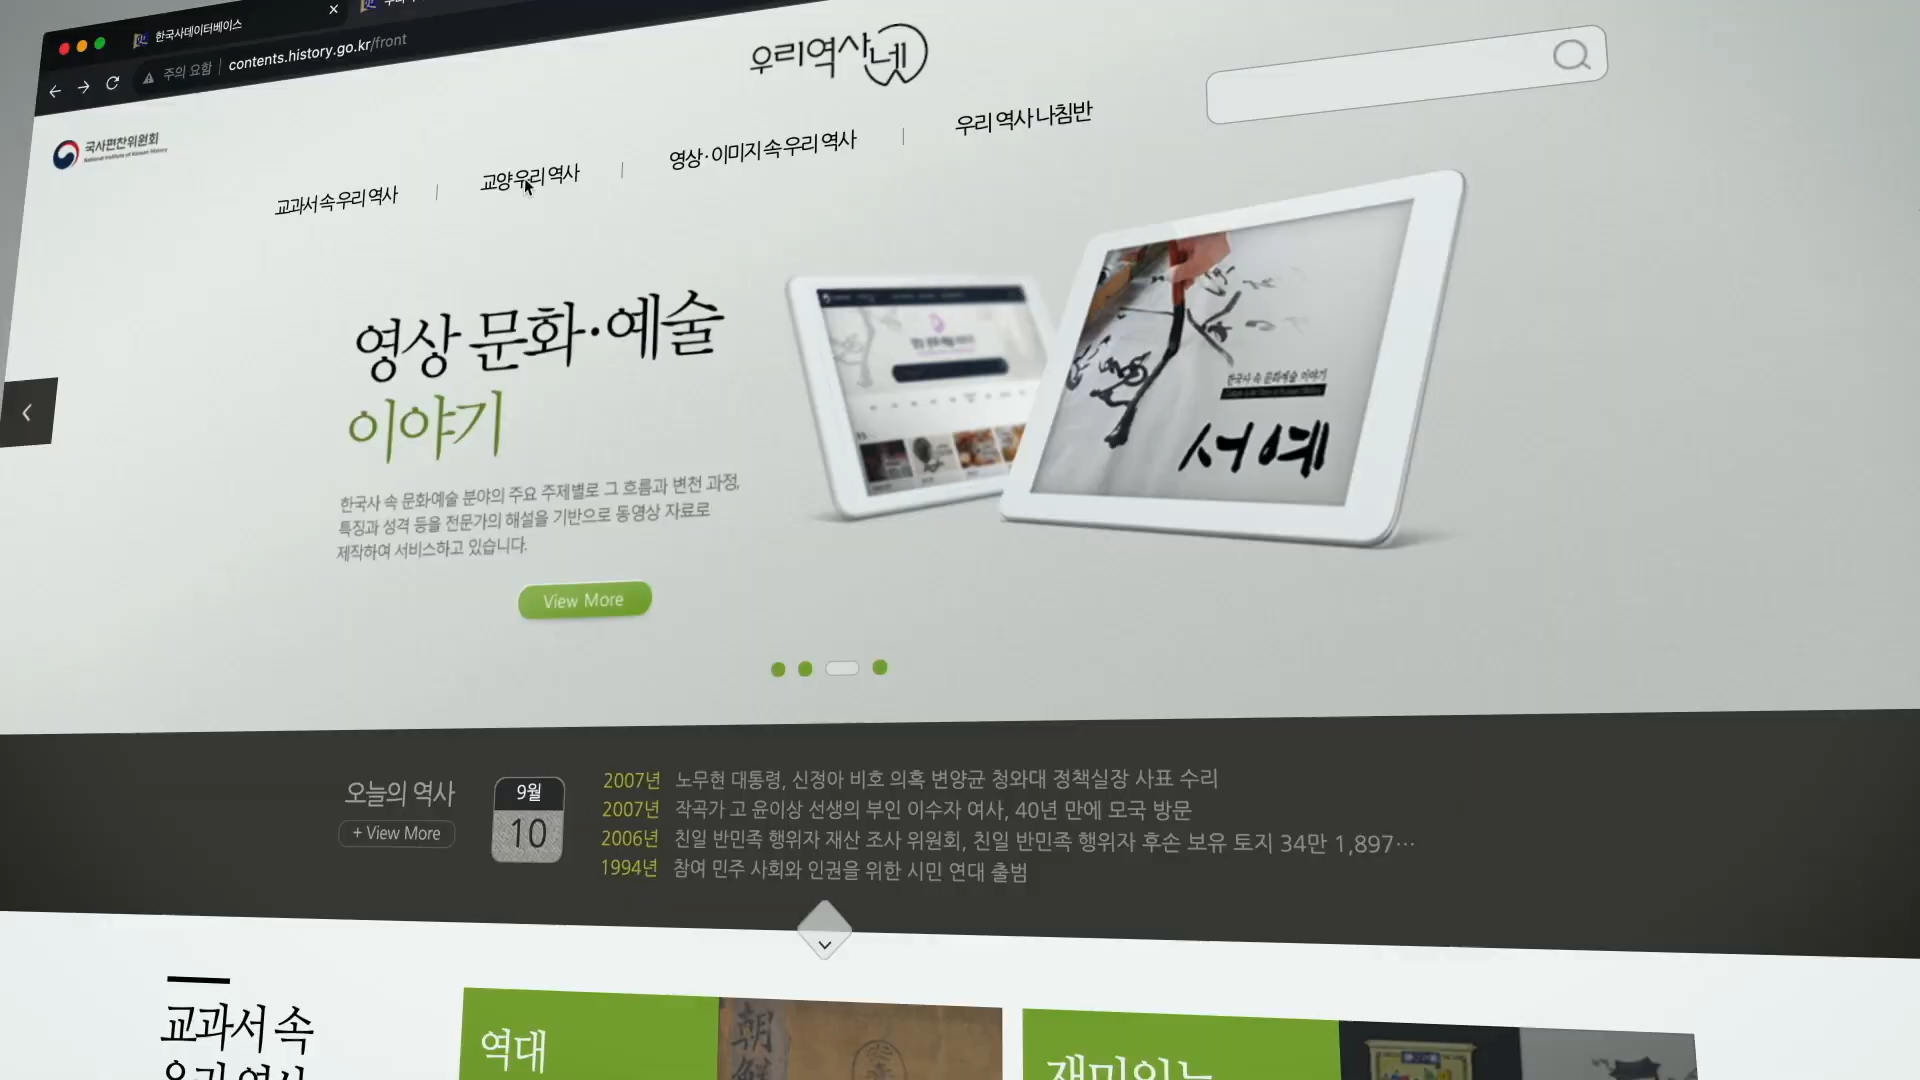 한국사데이터베이스
주의 요함 contents.history.go.kr/front
우리역사넷
국사편찬위원회
National Institute of Korean History
교과서 속 우리 역사
교양 우리 역사
영상·이미지 속 우리 역사
우리 역사 나침반
영상 문화·예술
이야기
한국사 속 문화예술 분야의 주요 주제별로 그 흐름과 변천 과정,
특징과 성격 등을 전문가의 해설을 기반으로 동영상 자료로
제작하여 서비스하고 있습니다.
View More
한국사 속 문화예술 이야기
서예
오늘의 역사
+ View More
9월
10
2007년 노무현 대통령, 신정아 비호 의혹 변양균 청와대 정책실장 사표 수리
2007년 작곡가 고 윤이상 선생의 부인 이수자 여사, 40년 만에 모국 방문
2006년 친일 반민족 행위자 재산 조사 위원회, 친일 반민족 행위자 후손 보유 토지 34만 1,897…
1994년 참여 민주 사회와 인권을 위한 시민 연대 출범
교과서 속
우리 역사
역대
朝
재미있는